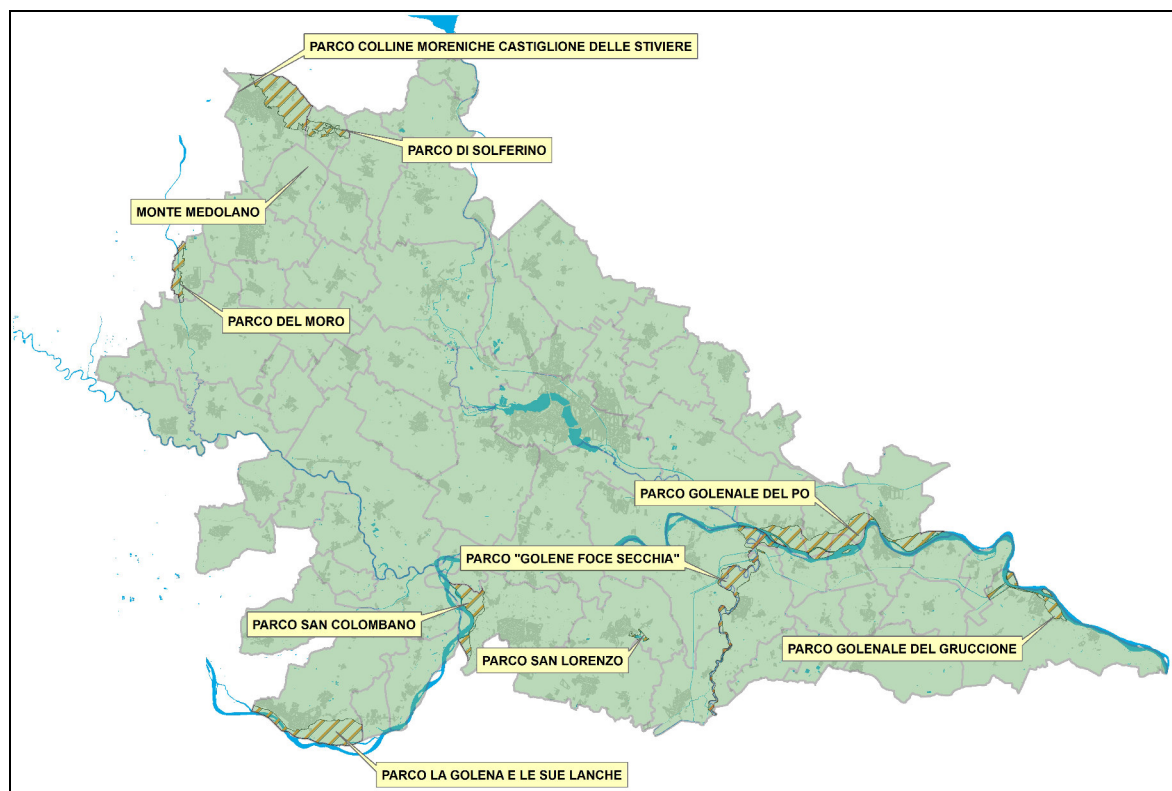 PARCO COLLINE MORENICHE CASTIGLIONE DELLE STIVIERE
PARCO DI SOLFERINO
MONTE MEDOLANO
PARCO DEL MORO
PARCO GOLENALE DEL PO
PARCO "GOLENE FOCE SECCHIA"
PARCO SAN COLOMBANO
PARCO SAN LORENZO
PARCO GOLENALE DEL GRUCCIONE
PARCO LA GOLENA E LE SUE LANCHE